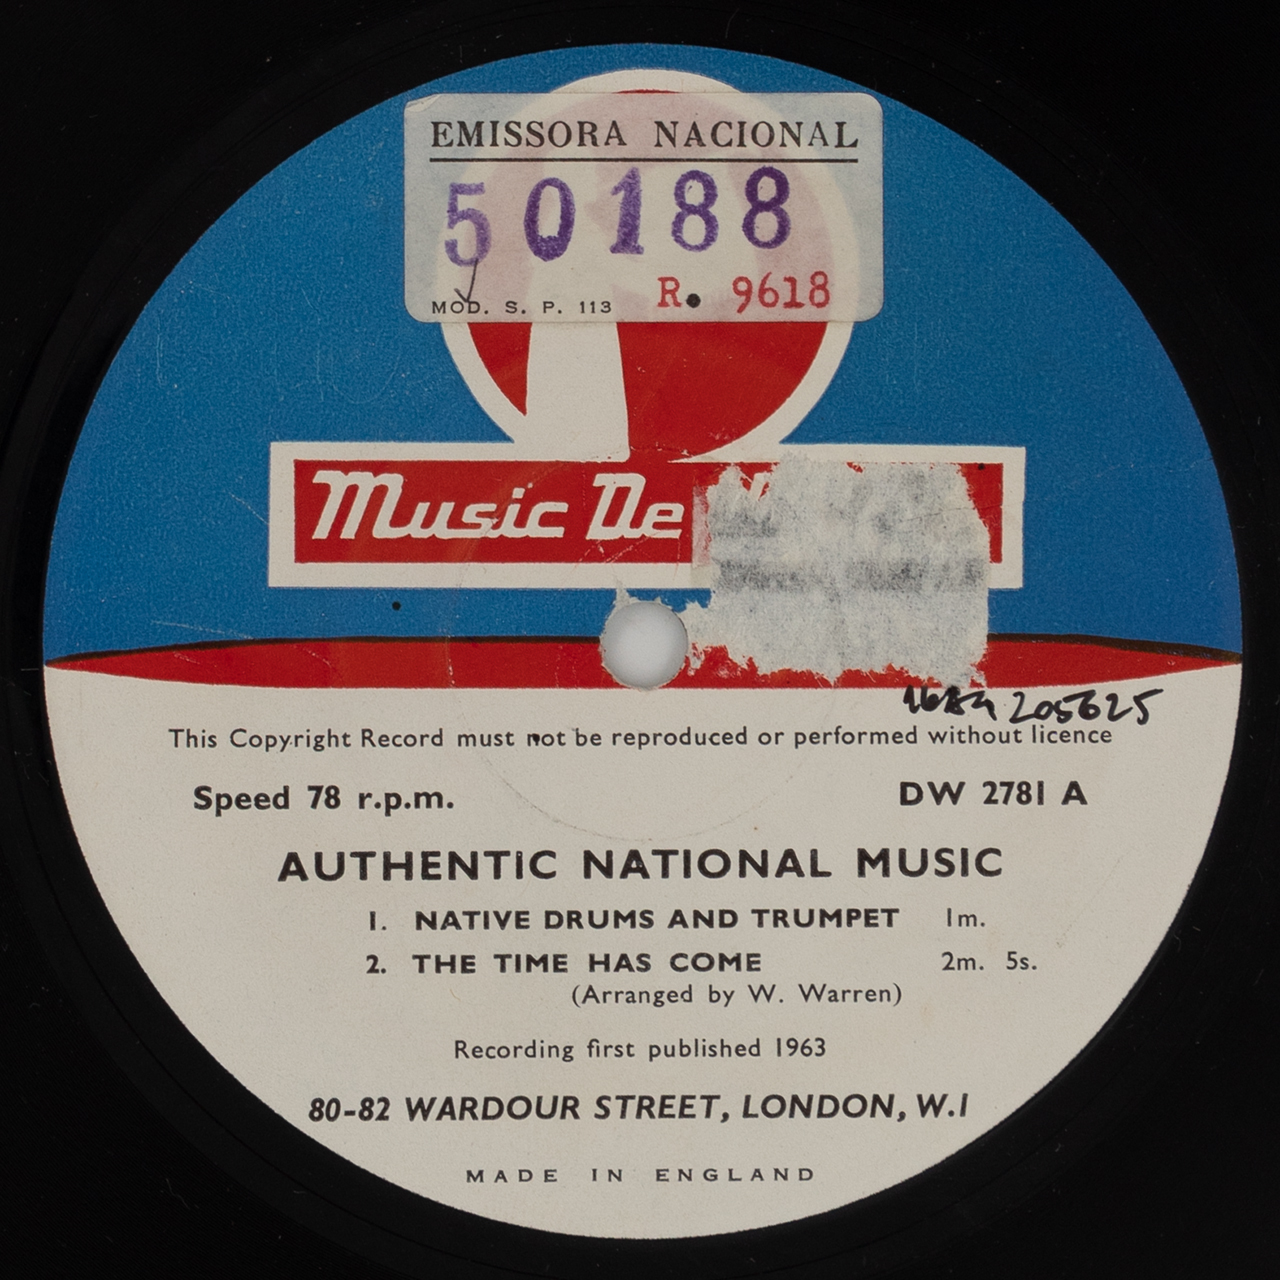 EMISSORA NACIONAL
50188
MOD. S. P. 113 R. 9618
Music De
205625
This Copyright Record must not be reproduced or performed without licence
Speed 78 r.p.m. DW 2781 A
AUTHENTIC NATIONAL MUSIC
1. NATIVE DRUMS AND TRUMPET 1m.
2. THE TIME HAS COME 2m. 5s.
(Arranged by W. Warren)
Recording first published 1963
80-82 WARDOUR STREET, LONDON, W.1
MADE IN ENGLAND